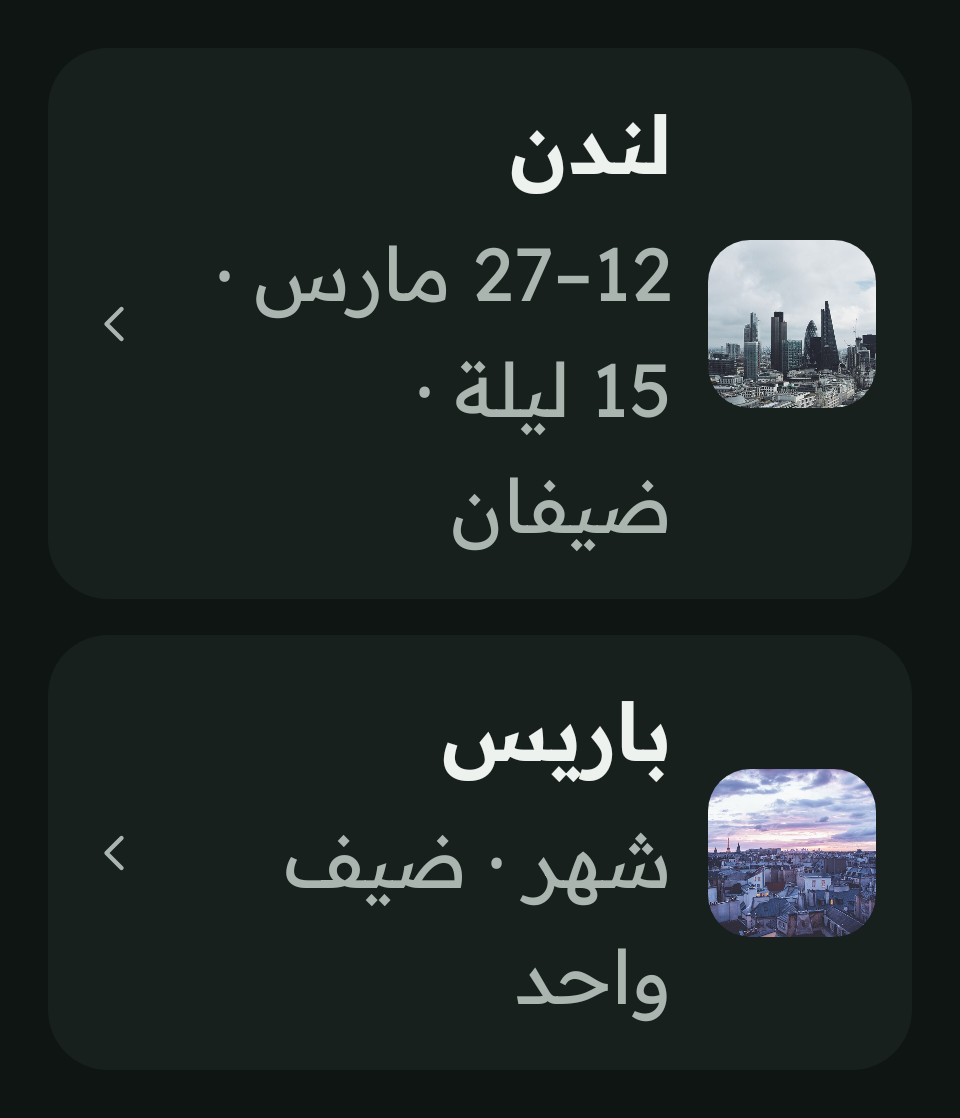 لندن
12–27 مارس ·
15 ليلة ·
ضيفان
باريس
شهر · ضيف
واحد